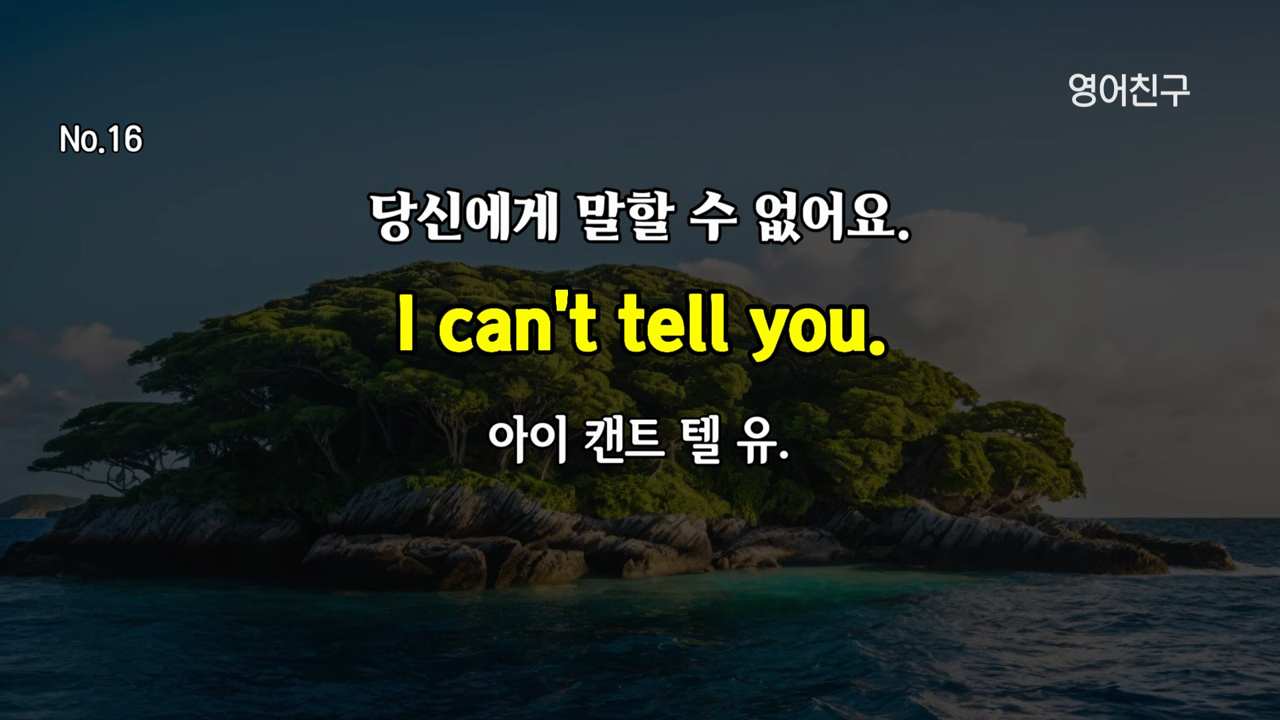 영어친구
No.16
당신에게 말할 수 없어요.
I can't tell you.
아이 캔트 텔 유.